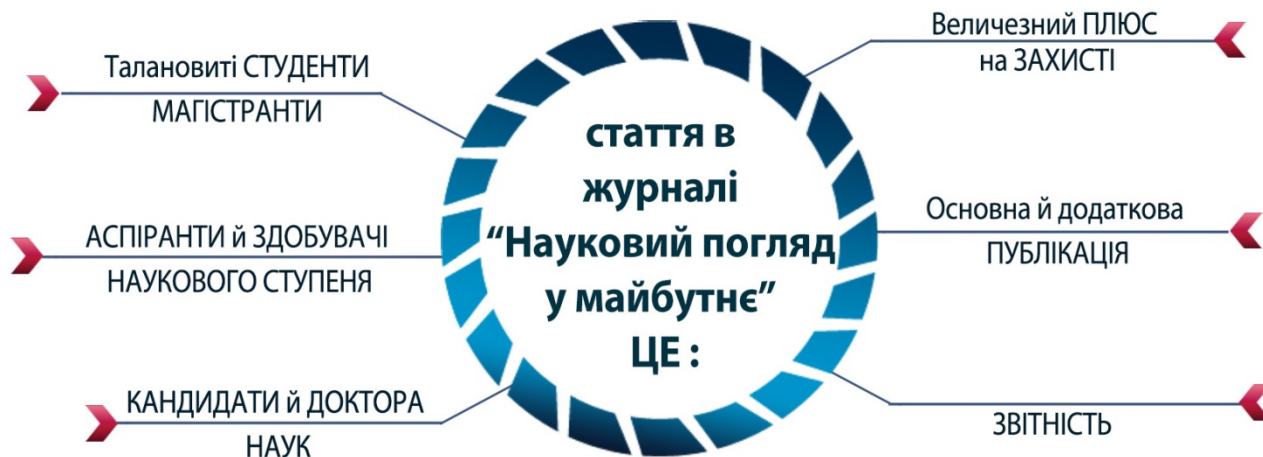 Талановиті СТУДЕНТИ
МАГІСТРАНТИ
АСПІРАНТИ й ЗДОБУВАЧІ
НАУКОВОГО СТУПЕНЯ
КАНДИДАТИ й ДОКТОРА
НАУК
стаття в
журналі
“Науковий погляд
у майбутнє”
ЦЕ :
Величезний ПЛЮС
на ЗАХИСТІ
Основна й додаткова
ПУБЛІКАЦІЯ
ЗВІТНІСТЬ